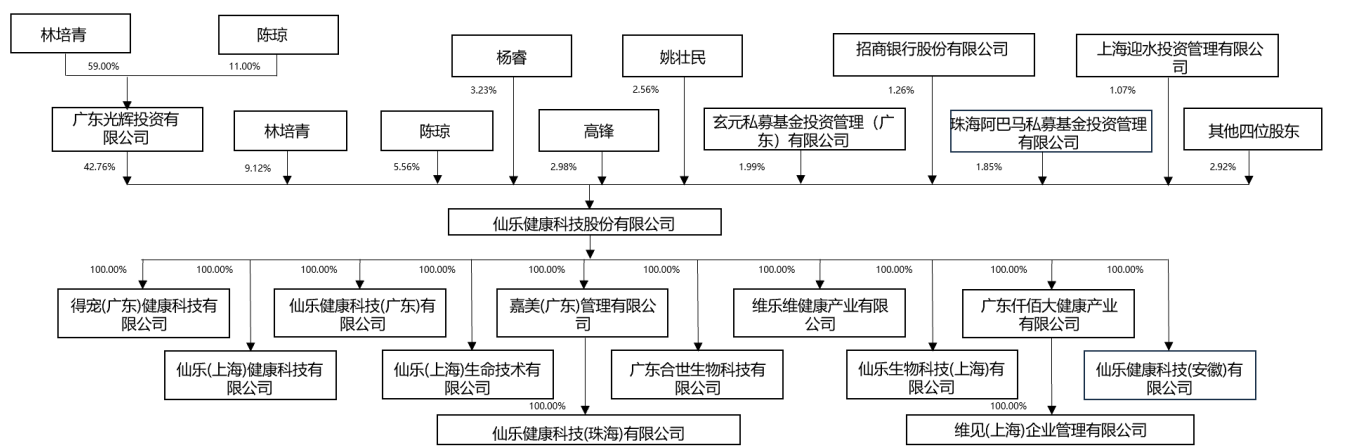 林培青
陈琼
59.00%
11.00%
杨睿
姚壮民
招商银行股份有限公司
上海迎水投资管理有限公
司
3.23%
2.56%
1.26%
1.07%
广东光辉投资有
限公司
林培青
陈琼
高锋
玄元私募基金投资管理（广
东）有限公司
珠海阿巴马私募基金投资管理
有限公司
其他四位股东
42.76%
9.12%
5.56%
2.98%
1.99%
1.85%
2.92%
仙乐健康科技股份有限公司
100.00%
100.00%
100.00%
100.00%
100.00%
100.00%
100.00%
100.00%
100.00%
100.00%
得宠(广东)健康科技有
限公司
仙乐健康科技(广东)有
限公司
嘉美(广东)管理有限公
司
维乐维健康产业有限
公司
广东仟佰大健康产业
有限公司
仙乐(上海)健康科技有
限公司
仙乐(上海)生命技术有
限公司
广东合世生物科技有
限公司
仙乐生物科技(上海)有
限公司
仙乐健康科技(安徽)有
限公司
100.00%
100.00%
仙乐健康科技(珠海)有限公司
维见(上海)企业管理有限公司